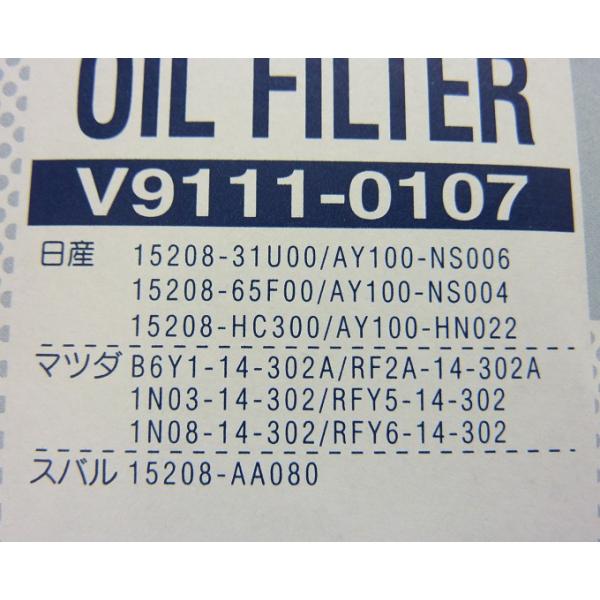 OIL FILTER
V9111-0107
日産 15208-31U00/AY100-NS006
15208-65F00/AY100-NS004
15208-HC300/AY100-HN022
マツダ B6Y1-14-302A/RF2A-14-302A
1N03-14-302/RFY5-14-302
1N08-14-302/RFY6-14-302
スバル 15208-AA080